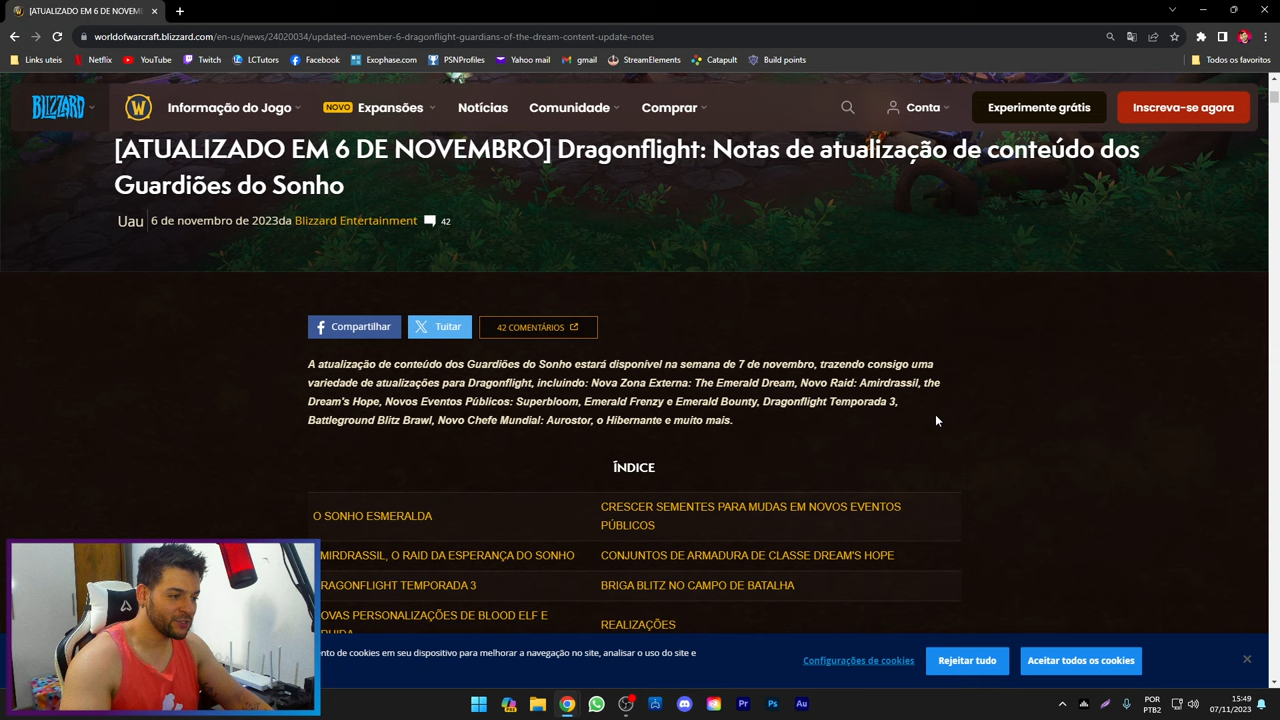 [ATUALIZADO EM 6 DE NOVEM
worldofwarcraft.blizzard.com/en-us/news/24020034/updated-november-6-dragonflight-guardians-of-the-dream-content-update-notes
Links uteis Netflix YouTube Twitch LCTutors Facebook Exophase.com PSNProfiles Yahoo mail gmail StreamElements Catapult Build points Todos os favoritos
BLIZZARD W Informação do Jogo NOVO Expansões Notícias Comunidade Comprar Conta Experimente grátis Inscreva-se agora
[ATUALIZADO EM 6 DE NOVEMBRO] Dragonflight: Notas de atualização de conteúdo dos
Guardiões do Sonho
Uau 6 de novembro de 2023da Blizzard Entertainment 42
Compartilhar Tuitar 42 COMENTÁRIOS
A atualização de conteúdo dos Guardiões do Sonho estará disponível na semana de 7 de novembro, trazendo consigo uma
variedade de atualizações para Dragonflight, incluindo: Nova Zona Externa: The Emerald Dream, Novo Raid: Amirdrassil, the
Dream's Hope, Novos Eventos Públicos: Superbloom, Emerald Frenzy e Emerald Bounty, Dragonflight Temporada 3,
Battleground Blitz Brawl, Novo Chefe Mundial: Aurostor, o Hibernante e muito mais.
ÍNDICE
O SONHO ESMERALDA
CRESCER SEMENTES PARA MUDAS EM NOVOS EVENTOS
PÚBLICOS
MIRDRASSIL, O RAID DA ESPERANÇA DO SONHO
CONJUNTOS DE ARMADURA DE CLASSE DREAM'S HOPE
RAGONFLIGHT TEMPORADA 3
BRIGA BLITZ NO CAMPO DE BATALHA
OVAS PERSONALIZAÇÕES DE BLOOD ELF E
RUIDA
REALIZAÇÕES
ento de cookies em seu dispositivo para melhorar a navegação no site, analisar o uso do site e
Configurações de cookies Rejeitar tudo Aceitar todos os cookies
Pr Ps Au
POR
PTB2
15:49
07/11/2023